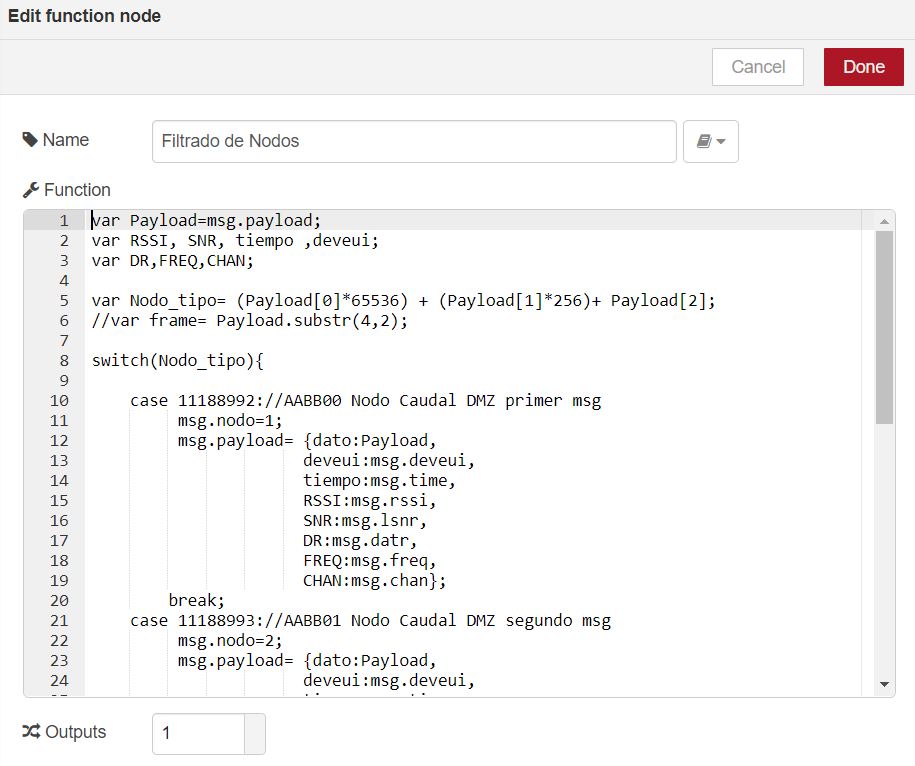 Edit function node
Cancel Done
Name Filtrado de Nodos
Function
1 var Payload=msg.payload;
2 var RSSI, SNR, tiempo ,deveui;
3 var DR,FREQ,CHAN;
4
5 var Nodo_tipo= (Payload[0]*65536) + (Payload[1]*256)+ Payload[2];
6 //var frame= Payload.substr(4,2);
7
8 switch(Nodo_tipo){
9
10 case 11188992://AABB00 Nodo Caudal DMZ primer msg
11 msg.nodo=1;
12 msg.payload= {dato:Payload,
13 deveui:msg.deveui,
14 tiempo:msg.time,
15 RSSI:msg.rssi,
16 SNR:msg.lsnr,
17 DR:msg.datr,
18 FREQ:msg.freq,
19 CHAN:msg.chan};
20 break;
21 case 11188993://AABB01 Nodo Caudal DMZ segundo msg
22 msg.nodo=2;
23 msg.payload= {dato:Payload,
24 deveui:msg.deveui,
Outputs 1